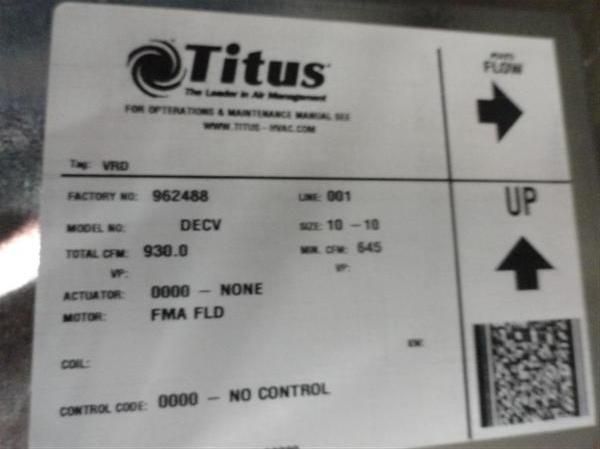 Titus
The Leader in Air Management
FOR OPTERATIONS & MAINTENANCE MANUAL SEE
WWW.TITUS-HVAC.COM
FLOW
Tag: VRD
UP
FACTORY NO: 962488 LINE: 001
MODEL NO: DECV SIZE: 10 - 10
TOTAL CFM: 930.0 MIN. CFM: 645
VP: VP:
ACTUATOR: 0000 - NONE
MOTOR: FMA FLD
COIL:
CONTROL CODE: 0000 - NO CONTROL